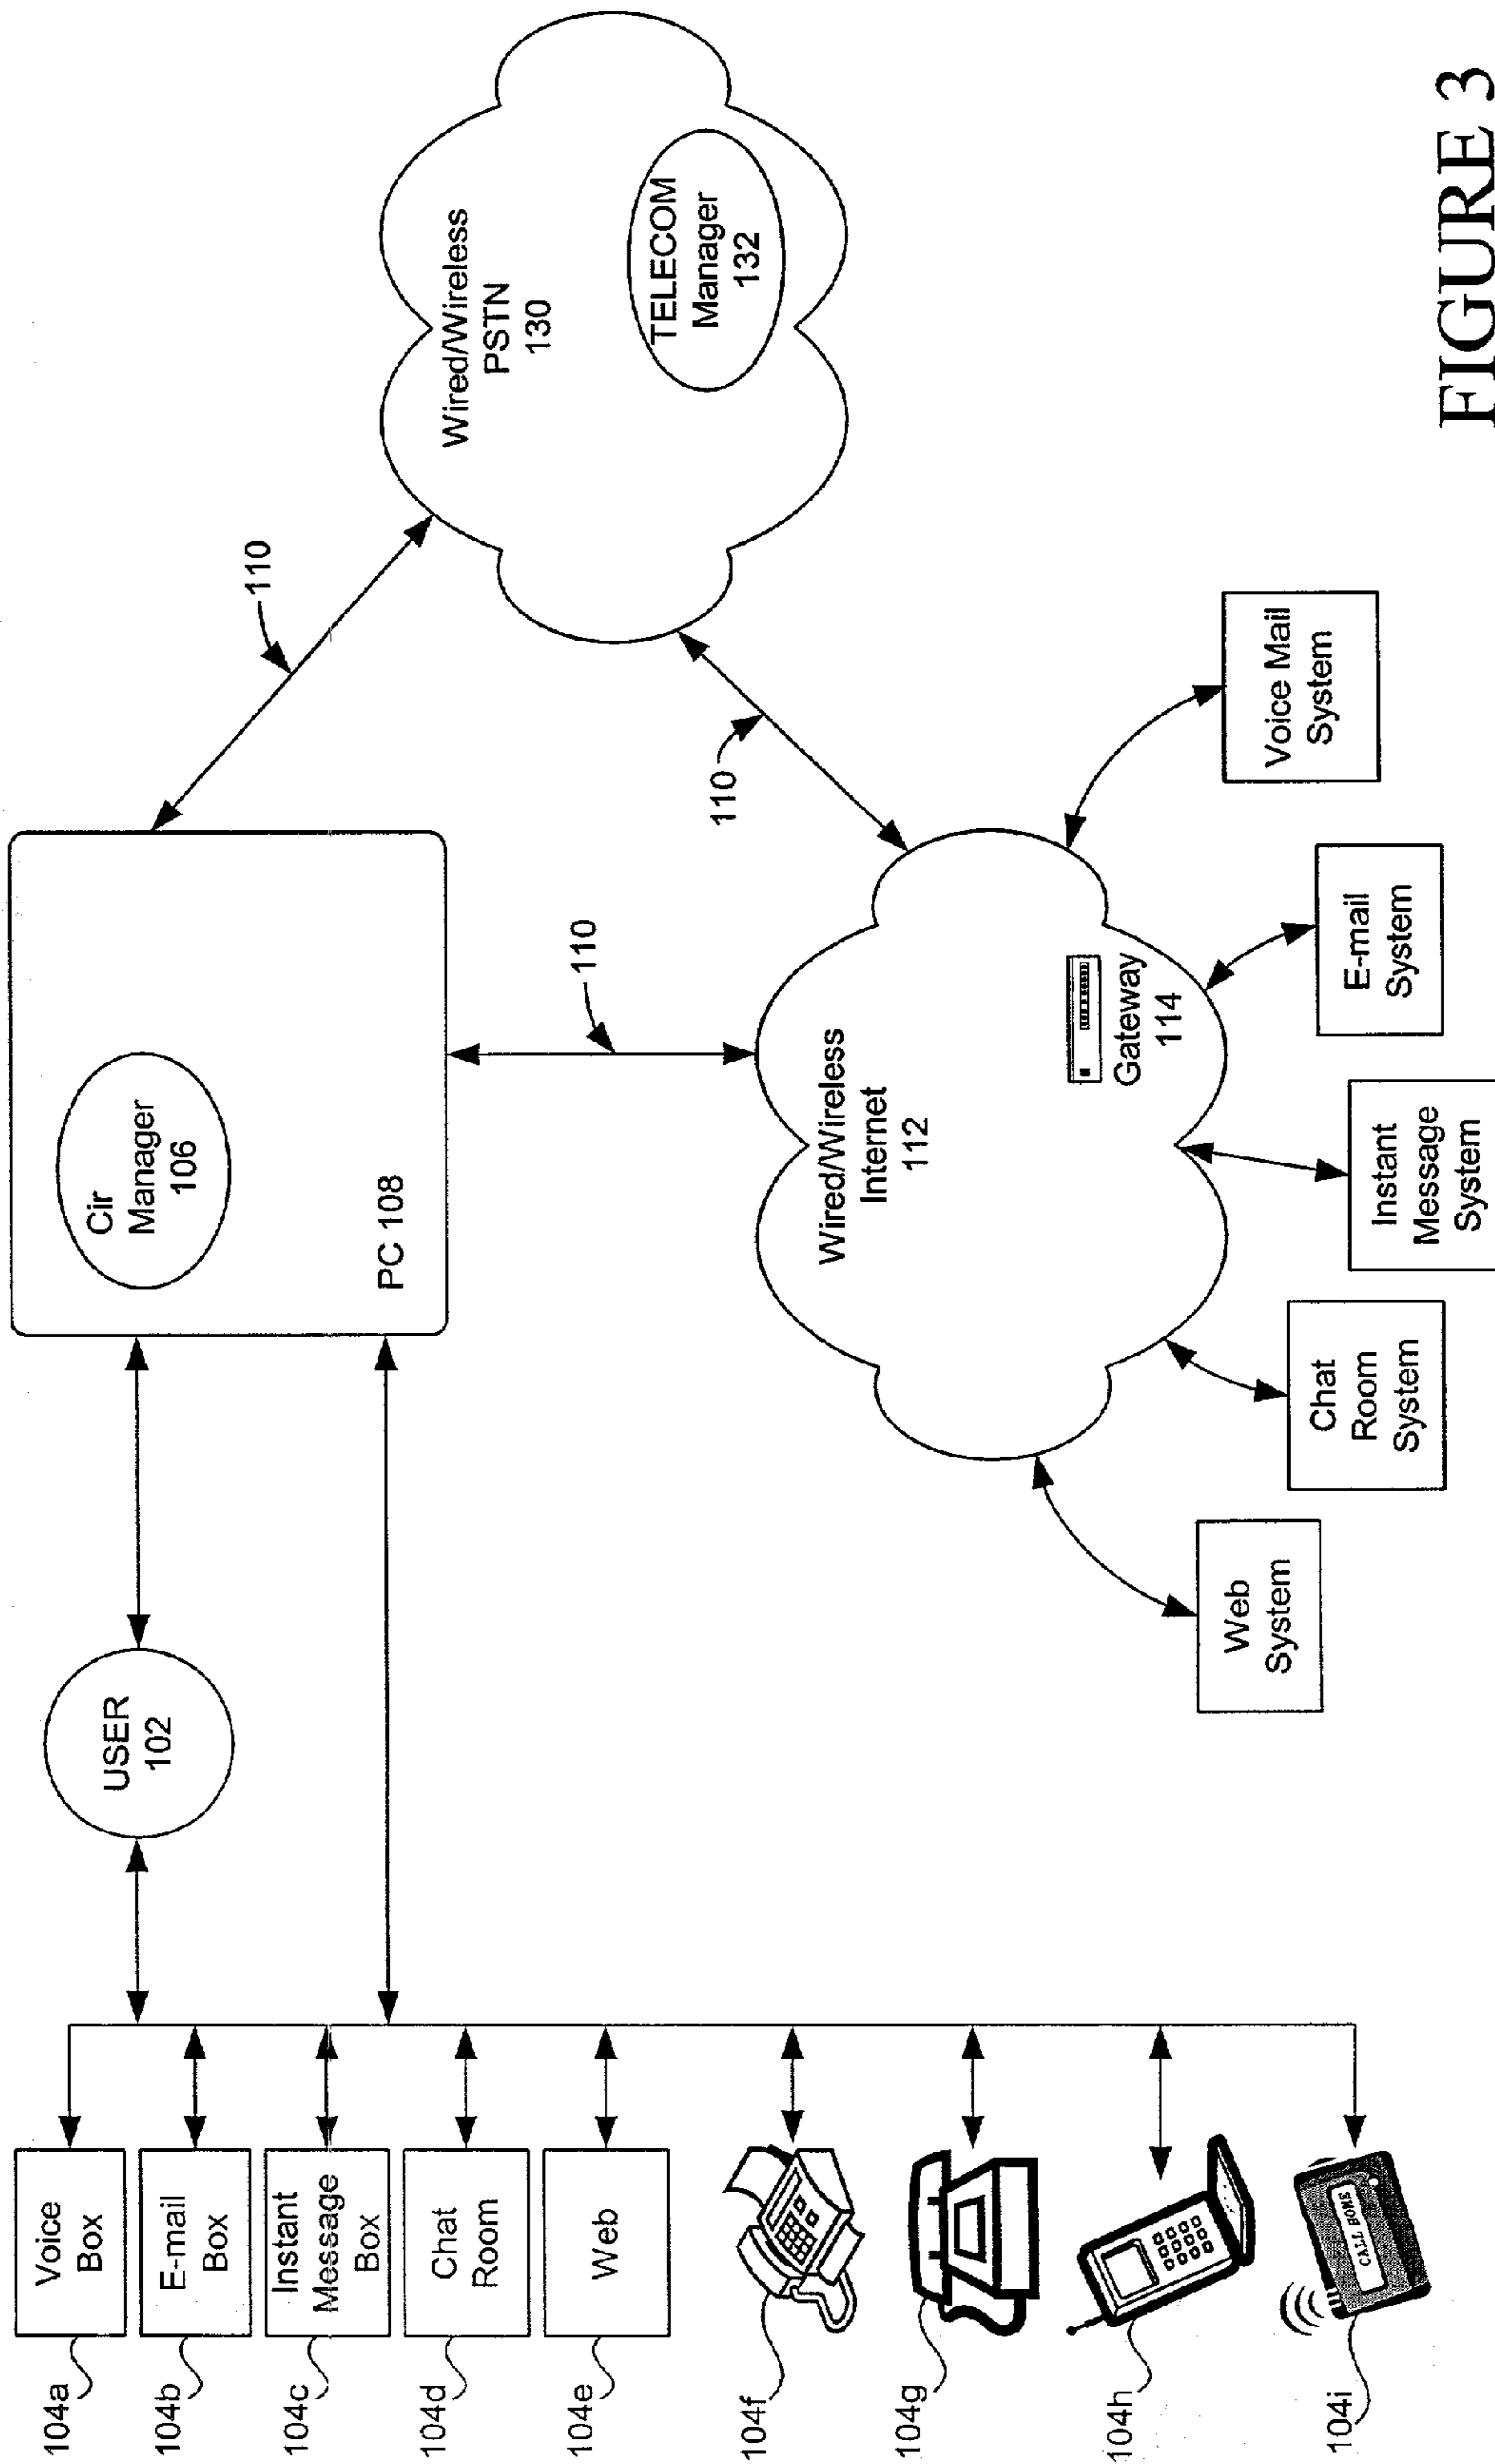 104a
Voice
Box
104b
E-mail
Box
104c
Instant
Message
Box
104d
Chat
Room
104e
Web
104f
104g
104h
104i
CALL HOME
USER
102
Cir
Manager
106
PC 108
110
110
110
Wired/Wireless
PSTN
130
TELECOM
Manager
132
Wired/Wireless
Internet
112
Gateway
114
Web
System
Chat
Room
System
Instant
Message
System
E-mail
System
Voice Mail
System
FIGURE 3